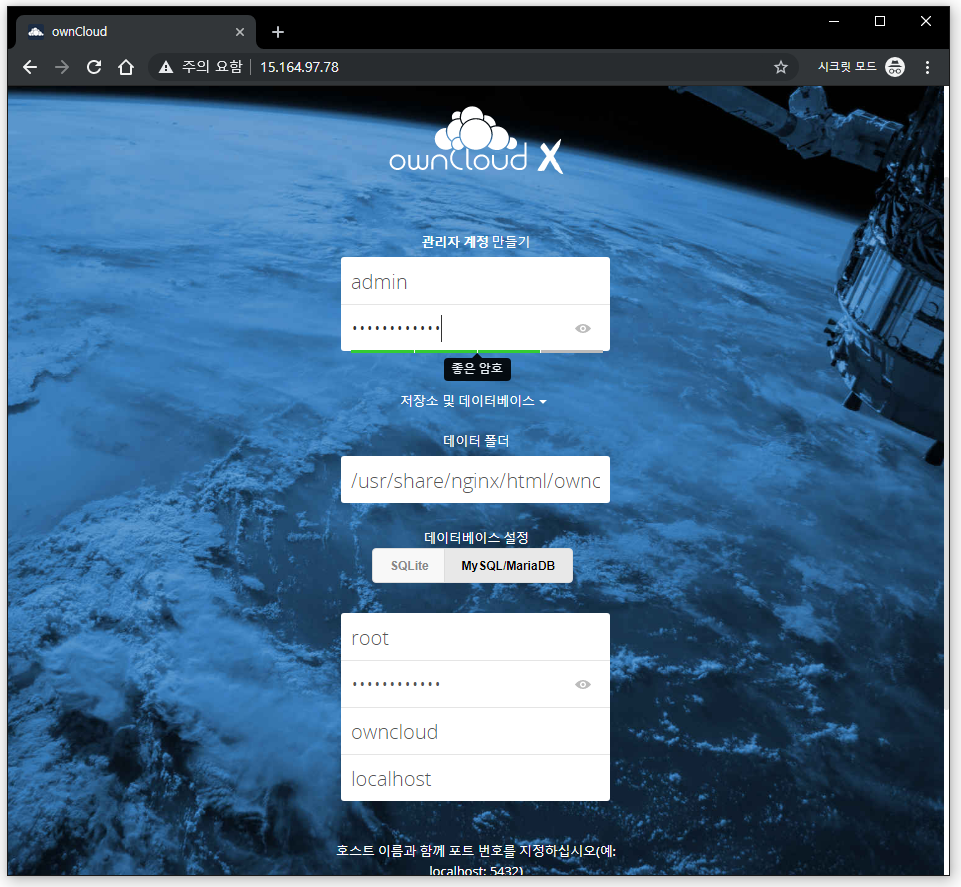 ownCloud
주의 요함 15.164.97.78 시크릿 모드
ownCloud X
관리자 계정 만들기
admin
••••••••••••
좋은 암호
저장소 및 데이터베이스
데이터 폴더
/usr/share/nginx/html/ownc
데이터베이스 설정
SQLite MySQL/MariaDB
root
••••••••••••
owncloud
localhost
호스트 이름과 함께 포트 번호를 지정하십시오(예:
localhost: 5432)